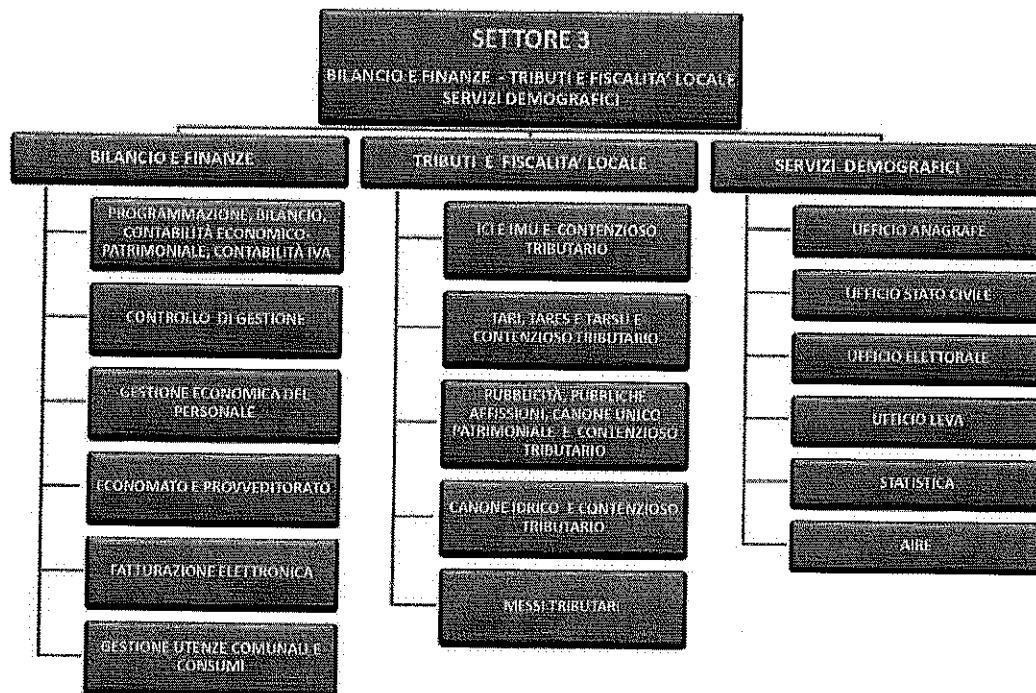 SETTORE 3
BILANCIO E FINANZE - TRIBUTI E FISCALITA' LOCALE
SERVIZI DEMOGRAFICI
BILANCIO E FINANZE
PROGRAMMAZIONE, BILANCIO,
CONTABILITÀ ECONOMICO-
PATRIMONIALE, CONTABILITÀ IVA
CONTROLLO DI GESTIONE
GESTIONE ECONOMICA DEL
PERSONALE
ECONOMATO E PROVVEDITORATO
FATTURAZIONE ELETTRONICA
GESTIONE UTENZE COMUNALI E
CONSUMI
TRIBUTI E FISCALITA' LOCALE
ICI E IMU E CONTENZIOSO
TRIBUTARIO
TARI, TARES E TARSU E
CONTENZIOSO TRIBUTARIO
PUBBLICITÀ, PUBBLICHE
AFFISSIONI, CANONE UNICO
PATRIMONIALE E CONTENZIOSO
TRIBUTARIO
CANONE IDRICO E CONTENZIOSO
TRIBUTARIO
MESSI TRIBUTARI
SERVIZI DEMOGRAFICI
UFFICIO ANAGRAFE
UFFICIO STATO CIVILE
UFFICIO ELETTORALE
UFFICIO LEVA
STATISTICA
AIRE